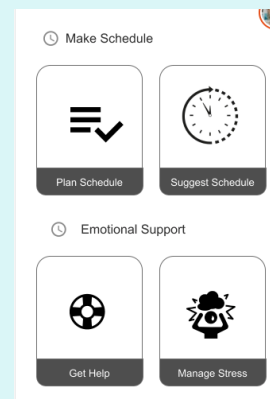 Make Schedule
Plan Schedule
Suggest Schedule
Emotional Support
Get Help
Manage Stress